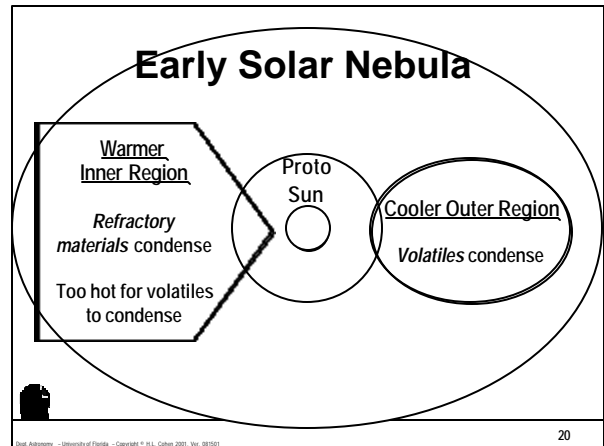 Early Solar Nebula
Warmer
Inner Region
Refractory
materials condense
Too hot for volatiles
to condense
Proto
Sun
Cooler Outer Region
Volatiles condense
20
Dept. Astronomy - University of Florida - Copyright © H.L. Cohen 2001, Ver. 081501